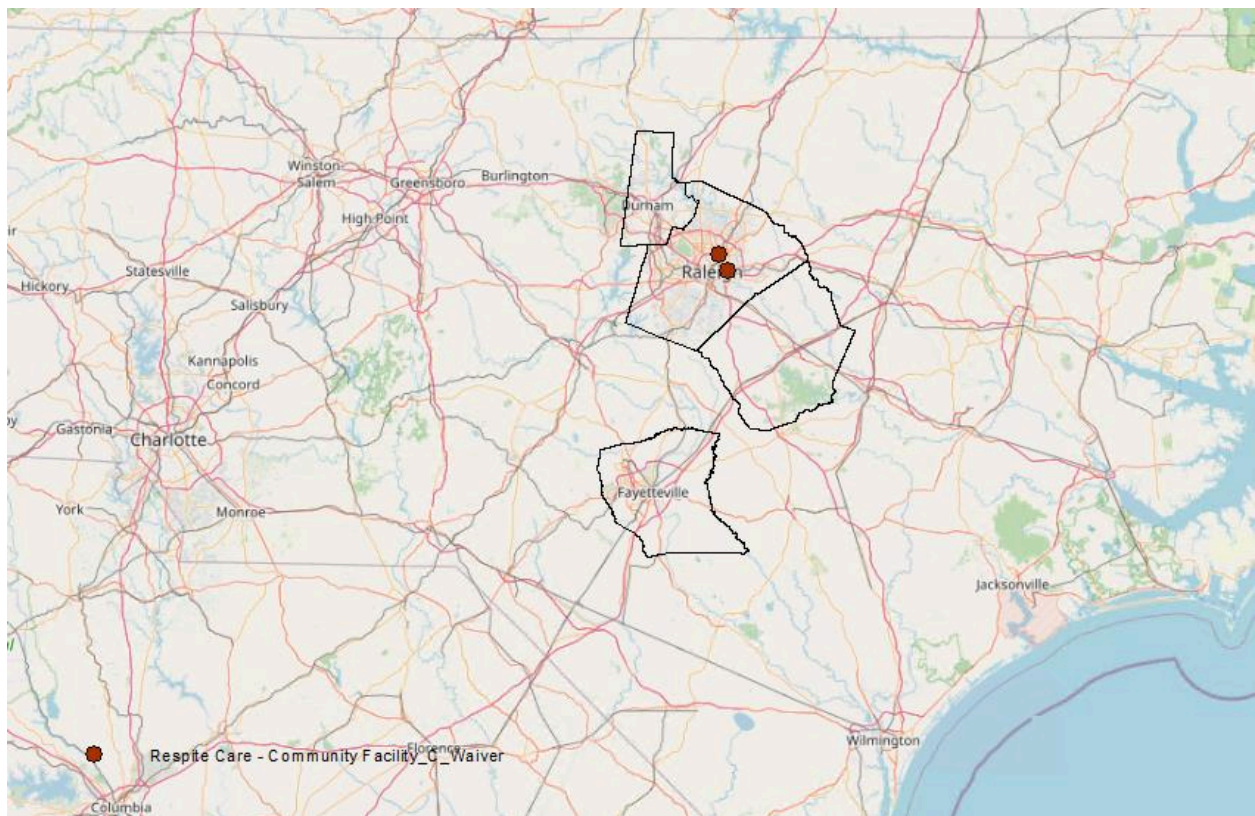 Winston-
Salem
Greensboro
Burlington
Durham
High Point
Raleigh
Statesville
Hickory
Salisbury
Kannapolis
Concord
Gastonia
Charlotte
York
Monroe
Fayetteville
Jacksonville
Wilmington
Florence
Respite Care - Community Facility_C_Waiver
Columbia